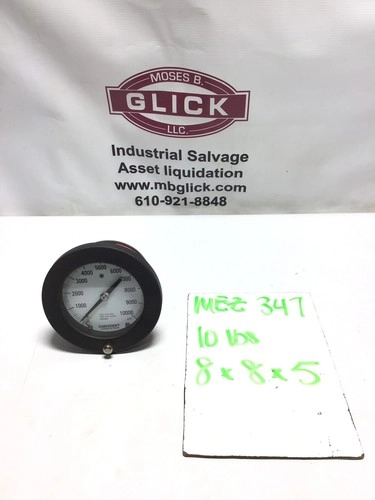 MOSES B.
GLICK
LLC.
Industrial Salvage
Asset liquidation
www.mbglick.com
610-921-8848
5000
4000
6000
3000
2000
1000
8000
9000
10000
MEZ 347
10 lbs
8 x 8 x 5